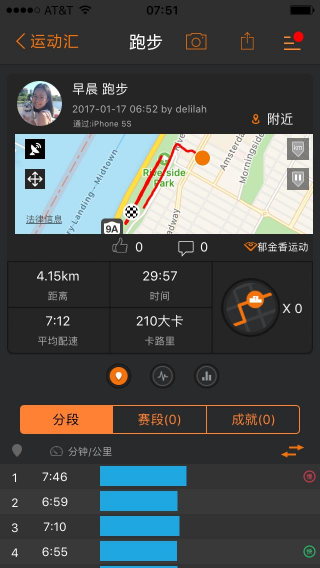 AT&T 07:51
运动汇 跑步
早晨 跑步
2017-01-17 06:52 by delilah
通过:iPhone 5S
附近
Riverside
Park
Amsterda
Morningside
9A
法律信息
0 0 郁金香运动
4.15km 29:57
距离 时间
X 0
7:12 210大卡
平均配速 卡路里
分段 赛段(0) 成就(0)
分钟/公里
1 7:46 慢
2 6:59
3 7:10
4 6:55 快